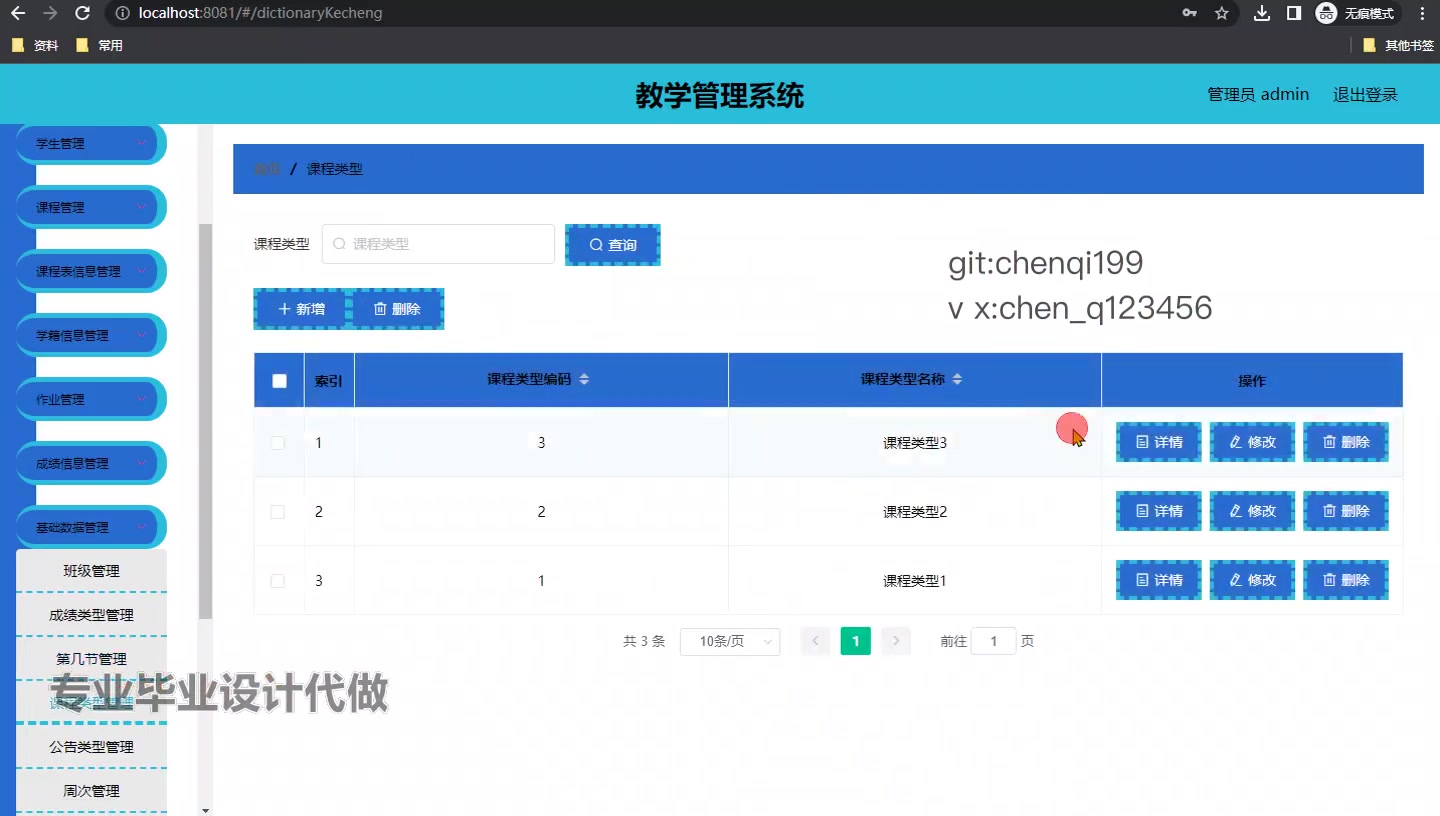 localhost:8081/#/dictionaryKecheng
无痕模式
资料 常用 其他书签
教学管理系统
管理员 admin 退出登录
学生管理
课程管理
课程表信息管理
学籍信息管理
作业管理
成绩信息管理
基础数据管理
班级管理
成绩类型管理
第几节管理
课程类型管理
公告类型管理
周次管理
首页 / 课程类型
课程类型 课程类型 查询
新增 删除
git:chenqi199
v x:chen_q123456
索引 课程类型编码 课程类型名称 操作
1 3 课程类型3 详情 修改 删除
2 2 课程类型2 详情 修改 删除
3 1 课程类型1 详情 修改 删除
共 3 条 10条/页 1 前往 1 页
专业毕业设计代做